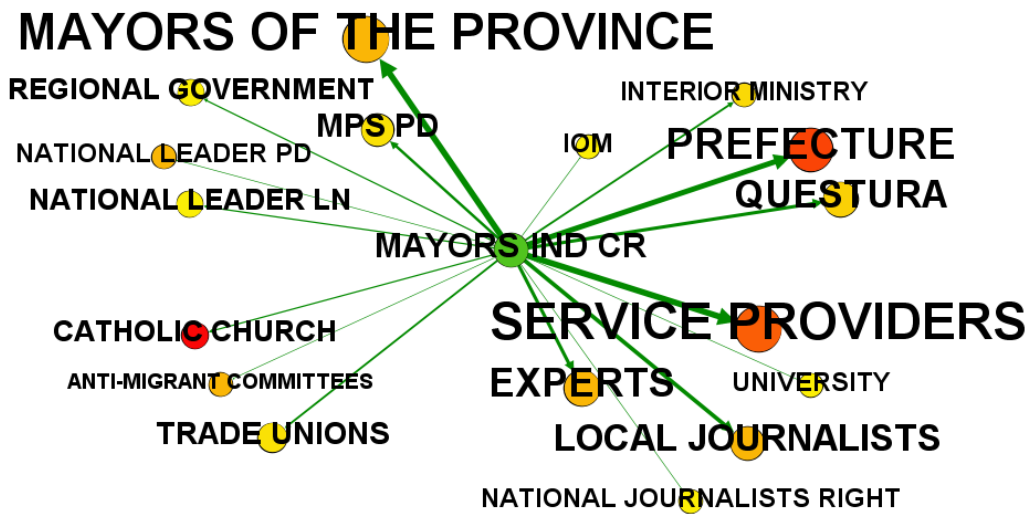 MAYORS OF THE PROVINCE
REGIONAL GOVERNMENT
INTERIOR MINISTRY
MPS PD
IOM
PREFECTURE
NATIONAL LEADER PD
NATIONAL LEADER LN
QUESTURA
MAYORS IND CR
SERVICE PROVIDERS
CATHOLIC CHURCH
ANTI-MIGRANT COMMITTEES
EXPERTS
UNIVERSITY
TRADE UNIONS
LOCAL JOURNALISTS
NATIONAL JOURNALISTS RIGHT